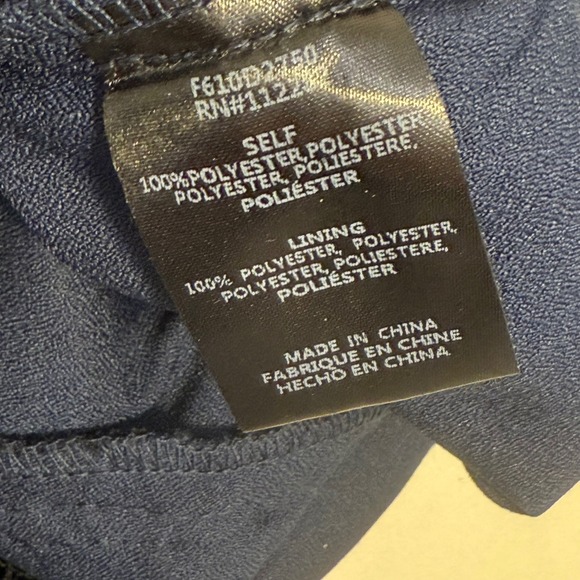 F610D2750
RN#1122
SELF
100%POLYESTER,POLYESTER
POLYESTER, POLIESTERE,
POLIÉSTER
LINING
100% POLYESTER, POLYESTER,
POLYESTER, POLIESTERE,
POLIÉSTER
MADE IN CHINA
FABRIQUE EN CHINE
HECHO EN CHINA